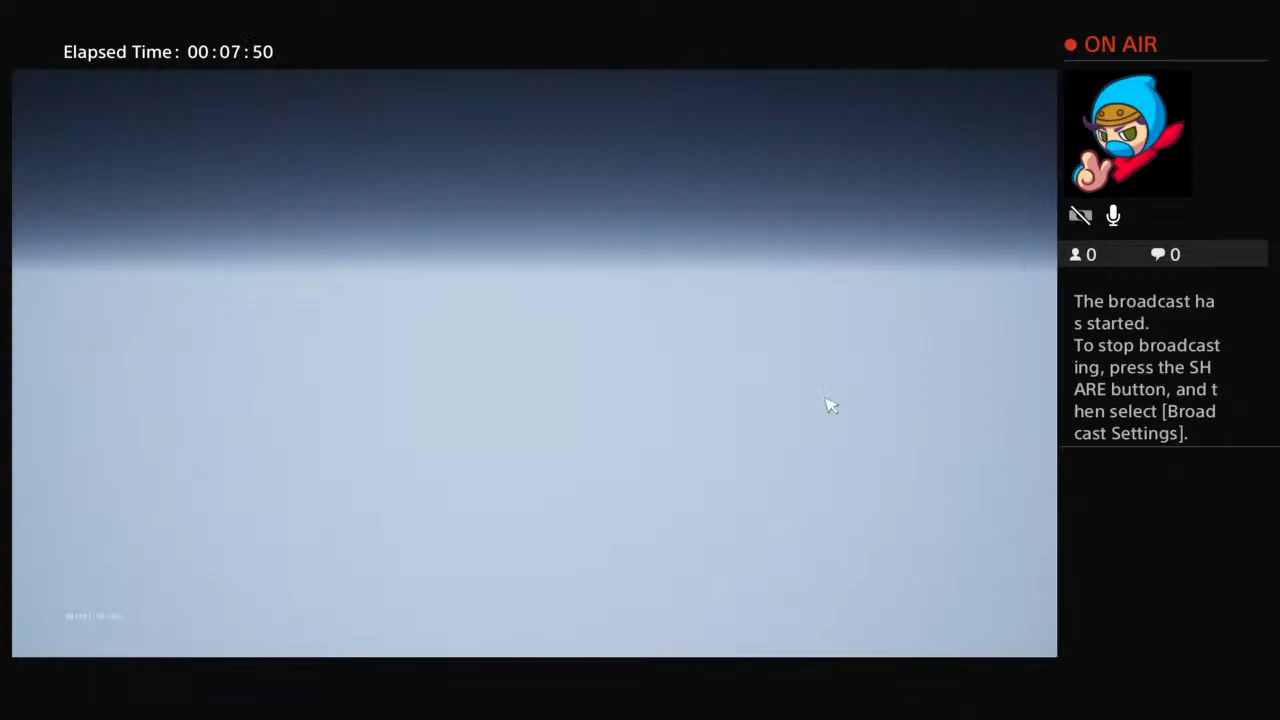 Elapsed Time: 00:07:50
ON AIR
0
0
The broadcast ha
s started.
To stop broadcast
ing, press the SH
ARE button, and t
hen select [Broad
cast Settings].